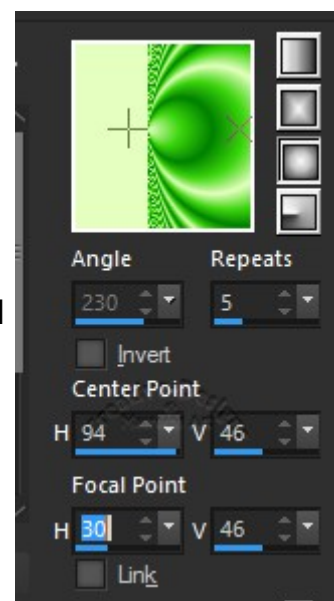 Angle Repeats
230 5
Invert
Center Point
H 94 V 46
Focal Point
H 30 V 46
Link